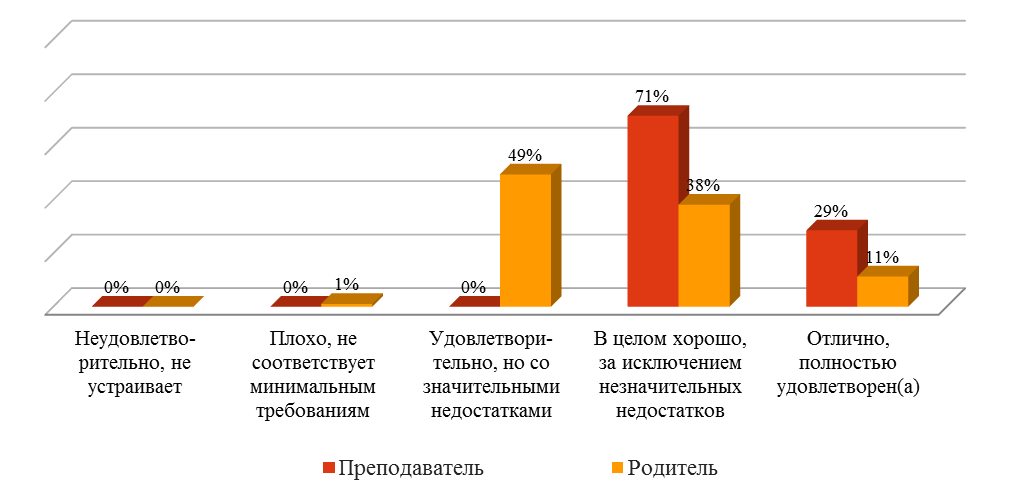 71%
49%
38%
29%
11%
0%
0%
0%
1%
0%
Неудовлетво-
рительно, не
устраивает
Плохо, не
соответствует
минимальным
требованиям
Удовлетвори-
тельно, но со
значительными
недостатками
В целом хорошо,
за исключением
незначительных
недостатков
Отлично,
полностью
удовлетворен(а)
Преподаватель
Родитель